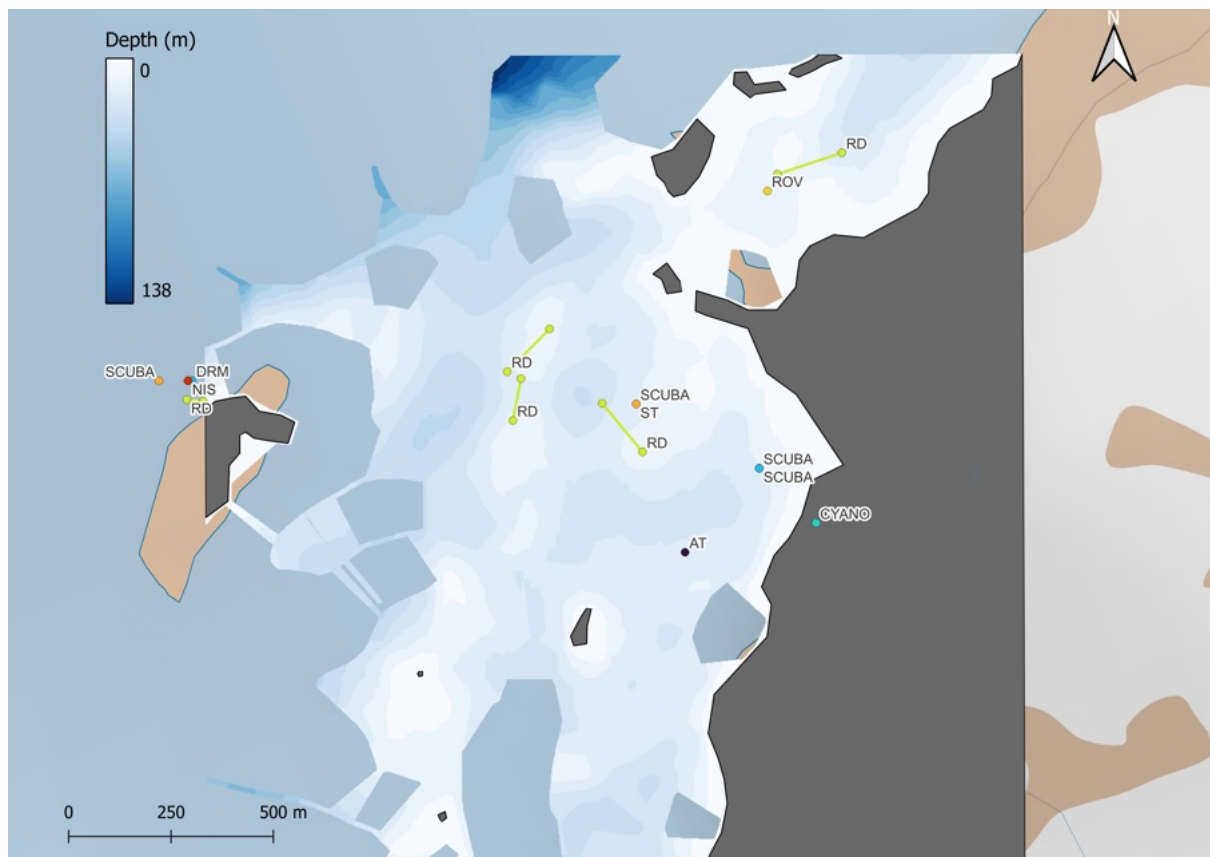 Depth (m)
0
138
N
RD
ROV
RD
RD
SCUBA
DRM
NIS
RD
SCUBA
ST
RD
SCUBA
SCUBA
CYANO
AT
0 250 500 m